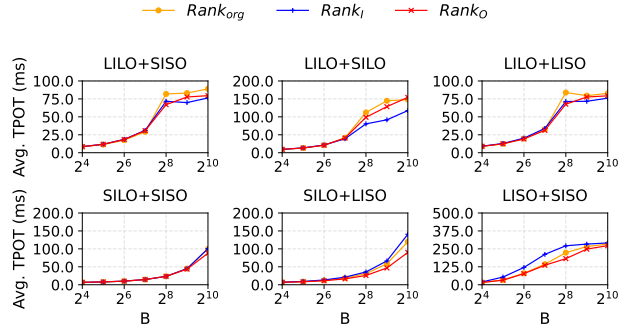 Rank_org Rank_I Rank_O
LILO+SISO LILO+SILO LILO+LISO
Avg. TPOT (ms)
100.0 75.0 50.0 25.0 0.0
2^4 2^6 2^8 2^10
200.0 150.0 100.0 50.0 0.0
2^4 2^6 2^8 2^10
100.0 75.0 50.0 25.0 0.0
2^4 2^6 2^8 2^10
SILO+SISO SILO+LISO LISO+SISO
Avg. TPOT (ms)
200.0 150.0 100.0 50.0 0.0
2^4 2^6 2^8 2^10
200.0 150.0 100.0 50.0 0.0
2^4 2^6 2^8 2^10
500.0 375.0 250.0 125.0 0.0
2^4 2^6 2^8 2^10
B B B